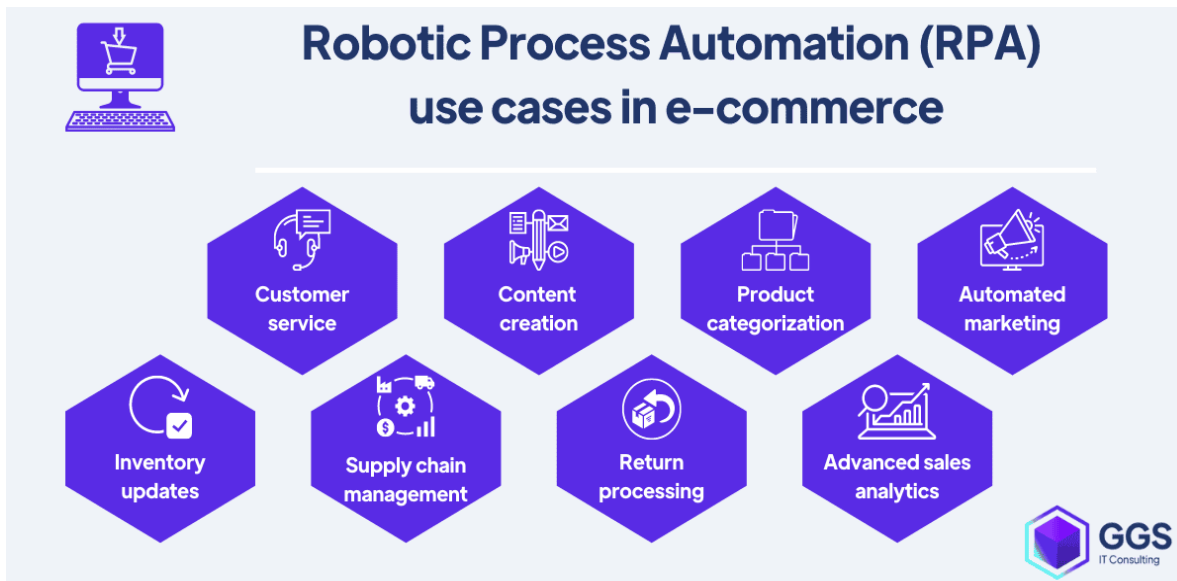 Robotic Process Automation (RPA)
use cases in e-commerce
Customer
service
Content
creation
Product
categorization
Automated
marketing
Inventory
updates
Supply chain
management
Return
processing
Advanced sales
analytics
GGS
IT Consulting